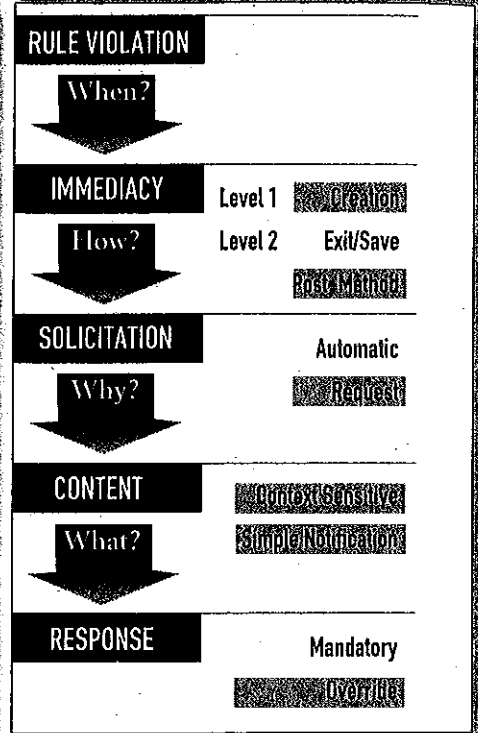 RULE VIOLATION
When?
IMMEDIACY
Level 1 Creation
How?
Level 2 Exit/Save
Post-Method
SOLICITATION
Automatic
Why?
Request
CONTENT
Context Sensitive
What?
Simple Notification
RESPONSE
Mandatory
Override